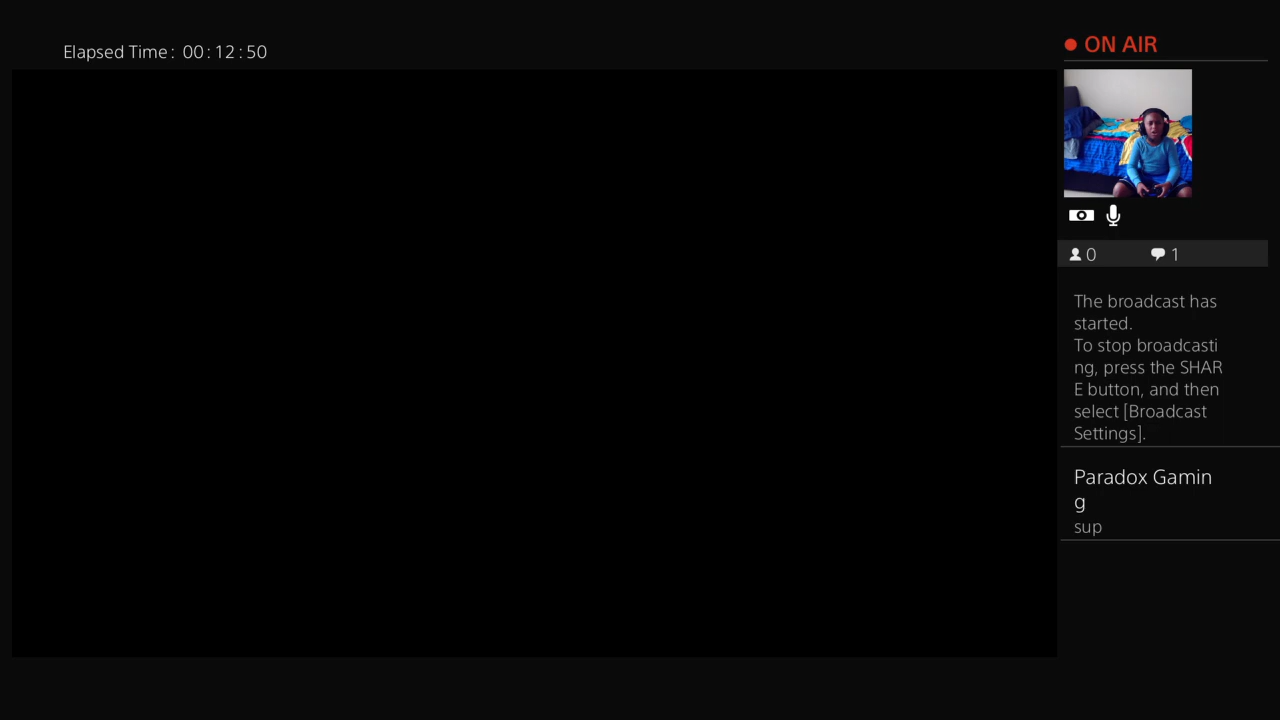 Elapsed Time: 00:12:50
ON AIR
0
1
The broadcast has
started.
To stop broadcasti
ng, press the SHAR
E button, and then
select [Broadcast
Settings].
Paradox Gamin
g
sup